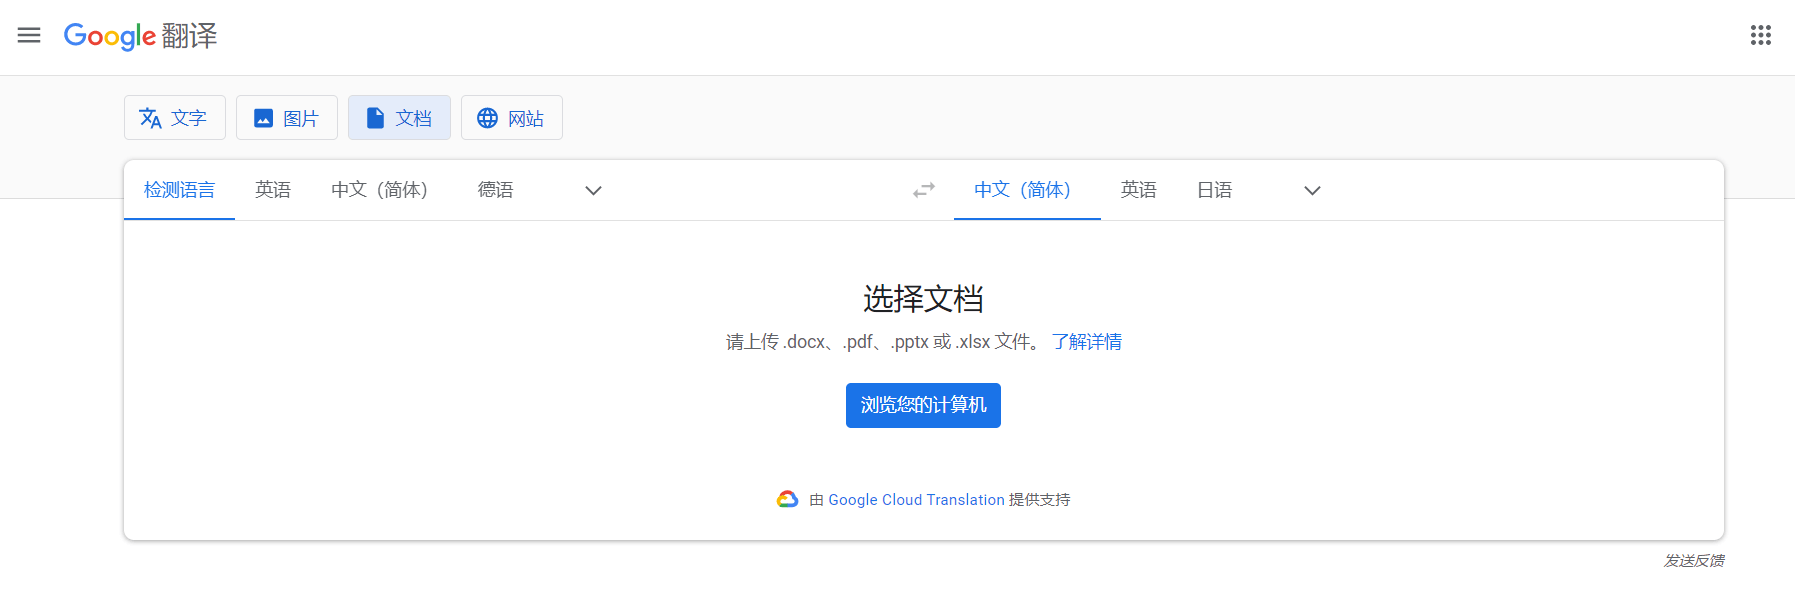 Google 翻译
文字 图片 文档 网站
检测语言 英语 中文（简体） 德语 中文（简体） 英语 日语
选择文档
请上传 .docx、.pdf、.pptx 或 .xlsx 文件。 了解详情
浏览您的计算机
由 Google Cloud Translation 提供支持
发送反馈